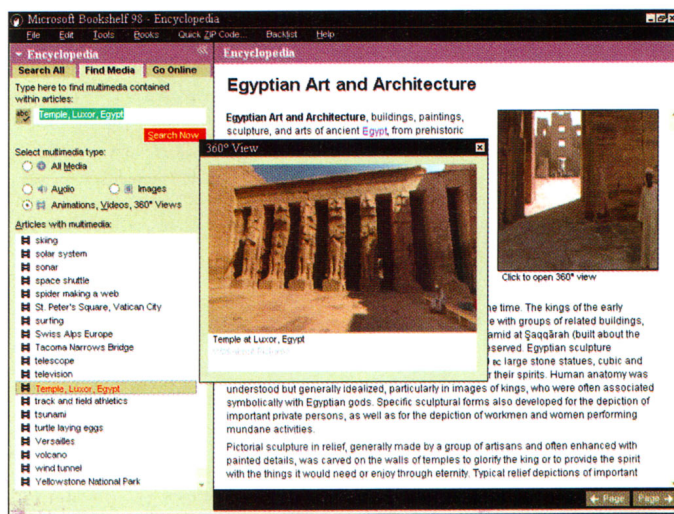 Microsoft Bookshelf 98 - Encyclopedia
File Edit Tools Books Quick ZIP Code... Backlist Help
Encyclopedia
Search All Find Media Go Online
Type here to find multimedia contained
within articles:
abc
Temple, Luxor, Egypt
Search Now
Select multimedia type:
All Media
Audio Images
Animations, Videos, 360° Views
Articles with multimedia:
skiing
solar system
sonar
space shuttle
spider making a web
St. Peter's Square, Vatican City
surfing
Swiss Alps Europe
Tacoma Narrows Bridge
telescope
television
Temple, Luxor, Egypt
track and field athletics
tsunami
turtle laying eggs
Versailles
volcano
wind tunnel
Yellowstone National Park
Encyclopedia
Egyptian Art and Architecture
Egyptian Art and Architecture, buildings, paintings,
sculpture, and arts of ancient Egypt, from prehistoric
Click to open 360° view
360° View
Temple at Luxor, Egypt
the time. The kings of the early
e with groups of related buildings,
amid at Şaqqārah (built about the
served. Egyptian sculpture
BC large stone statues, cubic and
r their spirits. Human anatomy was
understood but generally idealized, particularly in images of kings, who were often associated
symbolically with Egyptian gods. Specific sculptural forms also developed for the depiction of
important private persons, as well as for the depiction of workmen and women performing
mundane activities.
Pictorial sculpture in relief, generally made by a group of artisans and often enhanced with
painted details, was carved on the walls of temples to glorify the king or to provide the spirit
with the things it would need or enjoy through eternity. Typical relief depictions of important
Page Page